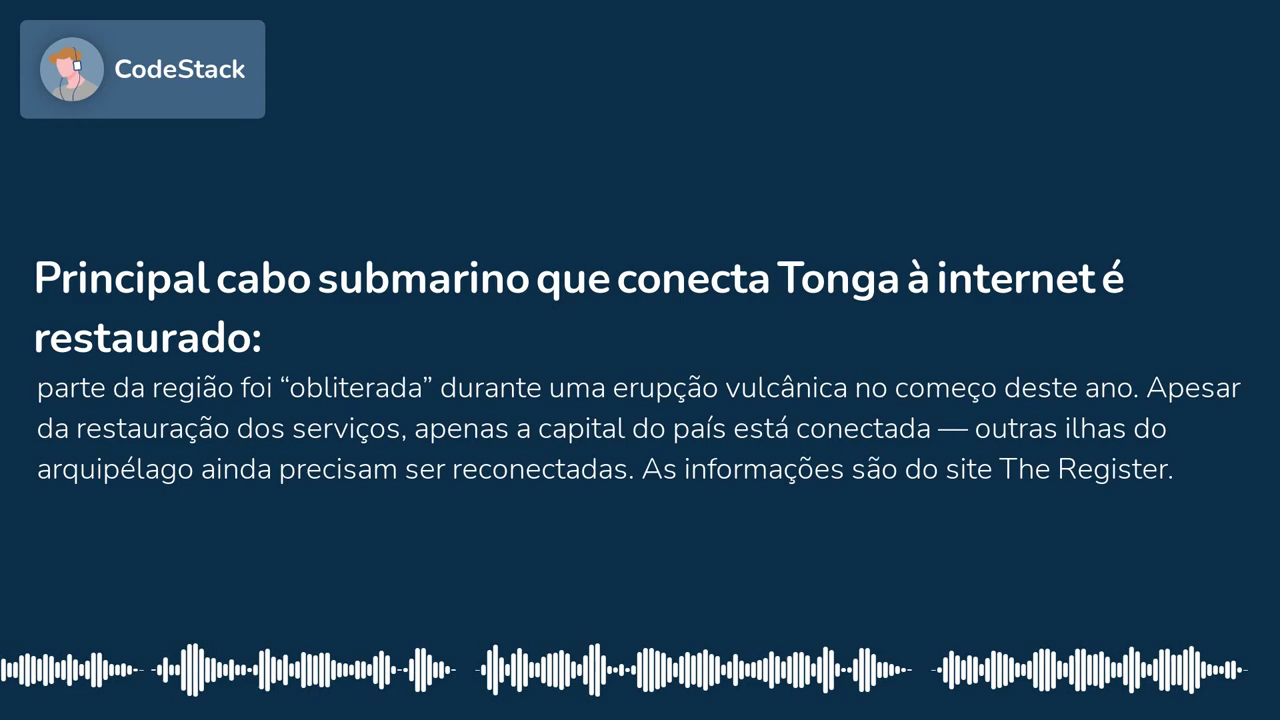 CodeStack
Principal cabo submarino que conecta Tonga à internet é
restaurado:
parte da região foi “obliterada” durante uma erupção vulcânica no começo deste ano. Apesar
da restauração dos serviços, apenas a capital do país está conectada — outras ilhas do
arquipélago ainda precisam ser reconectadas. As informações são do site The Register.